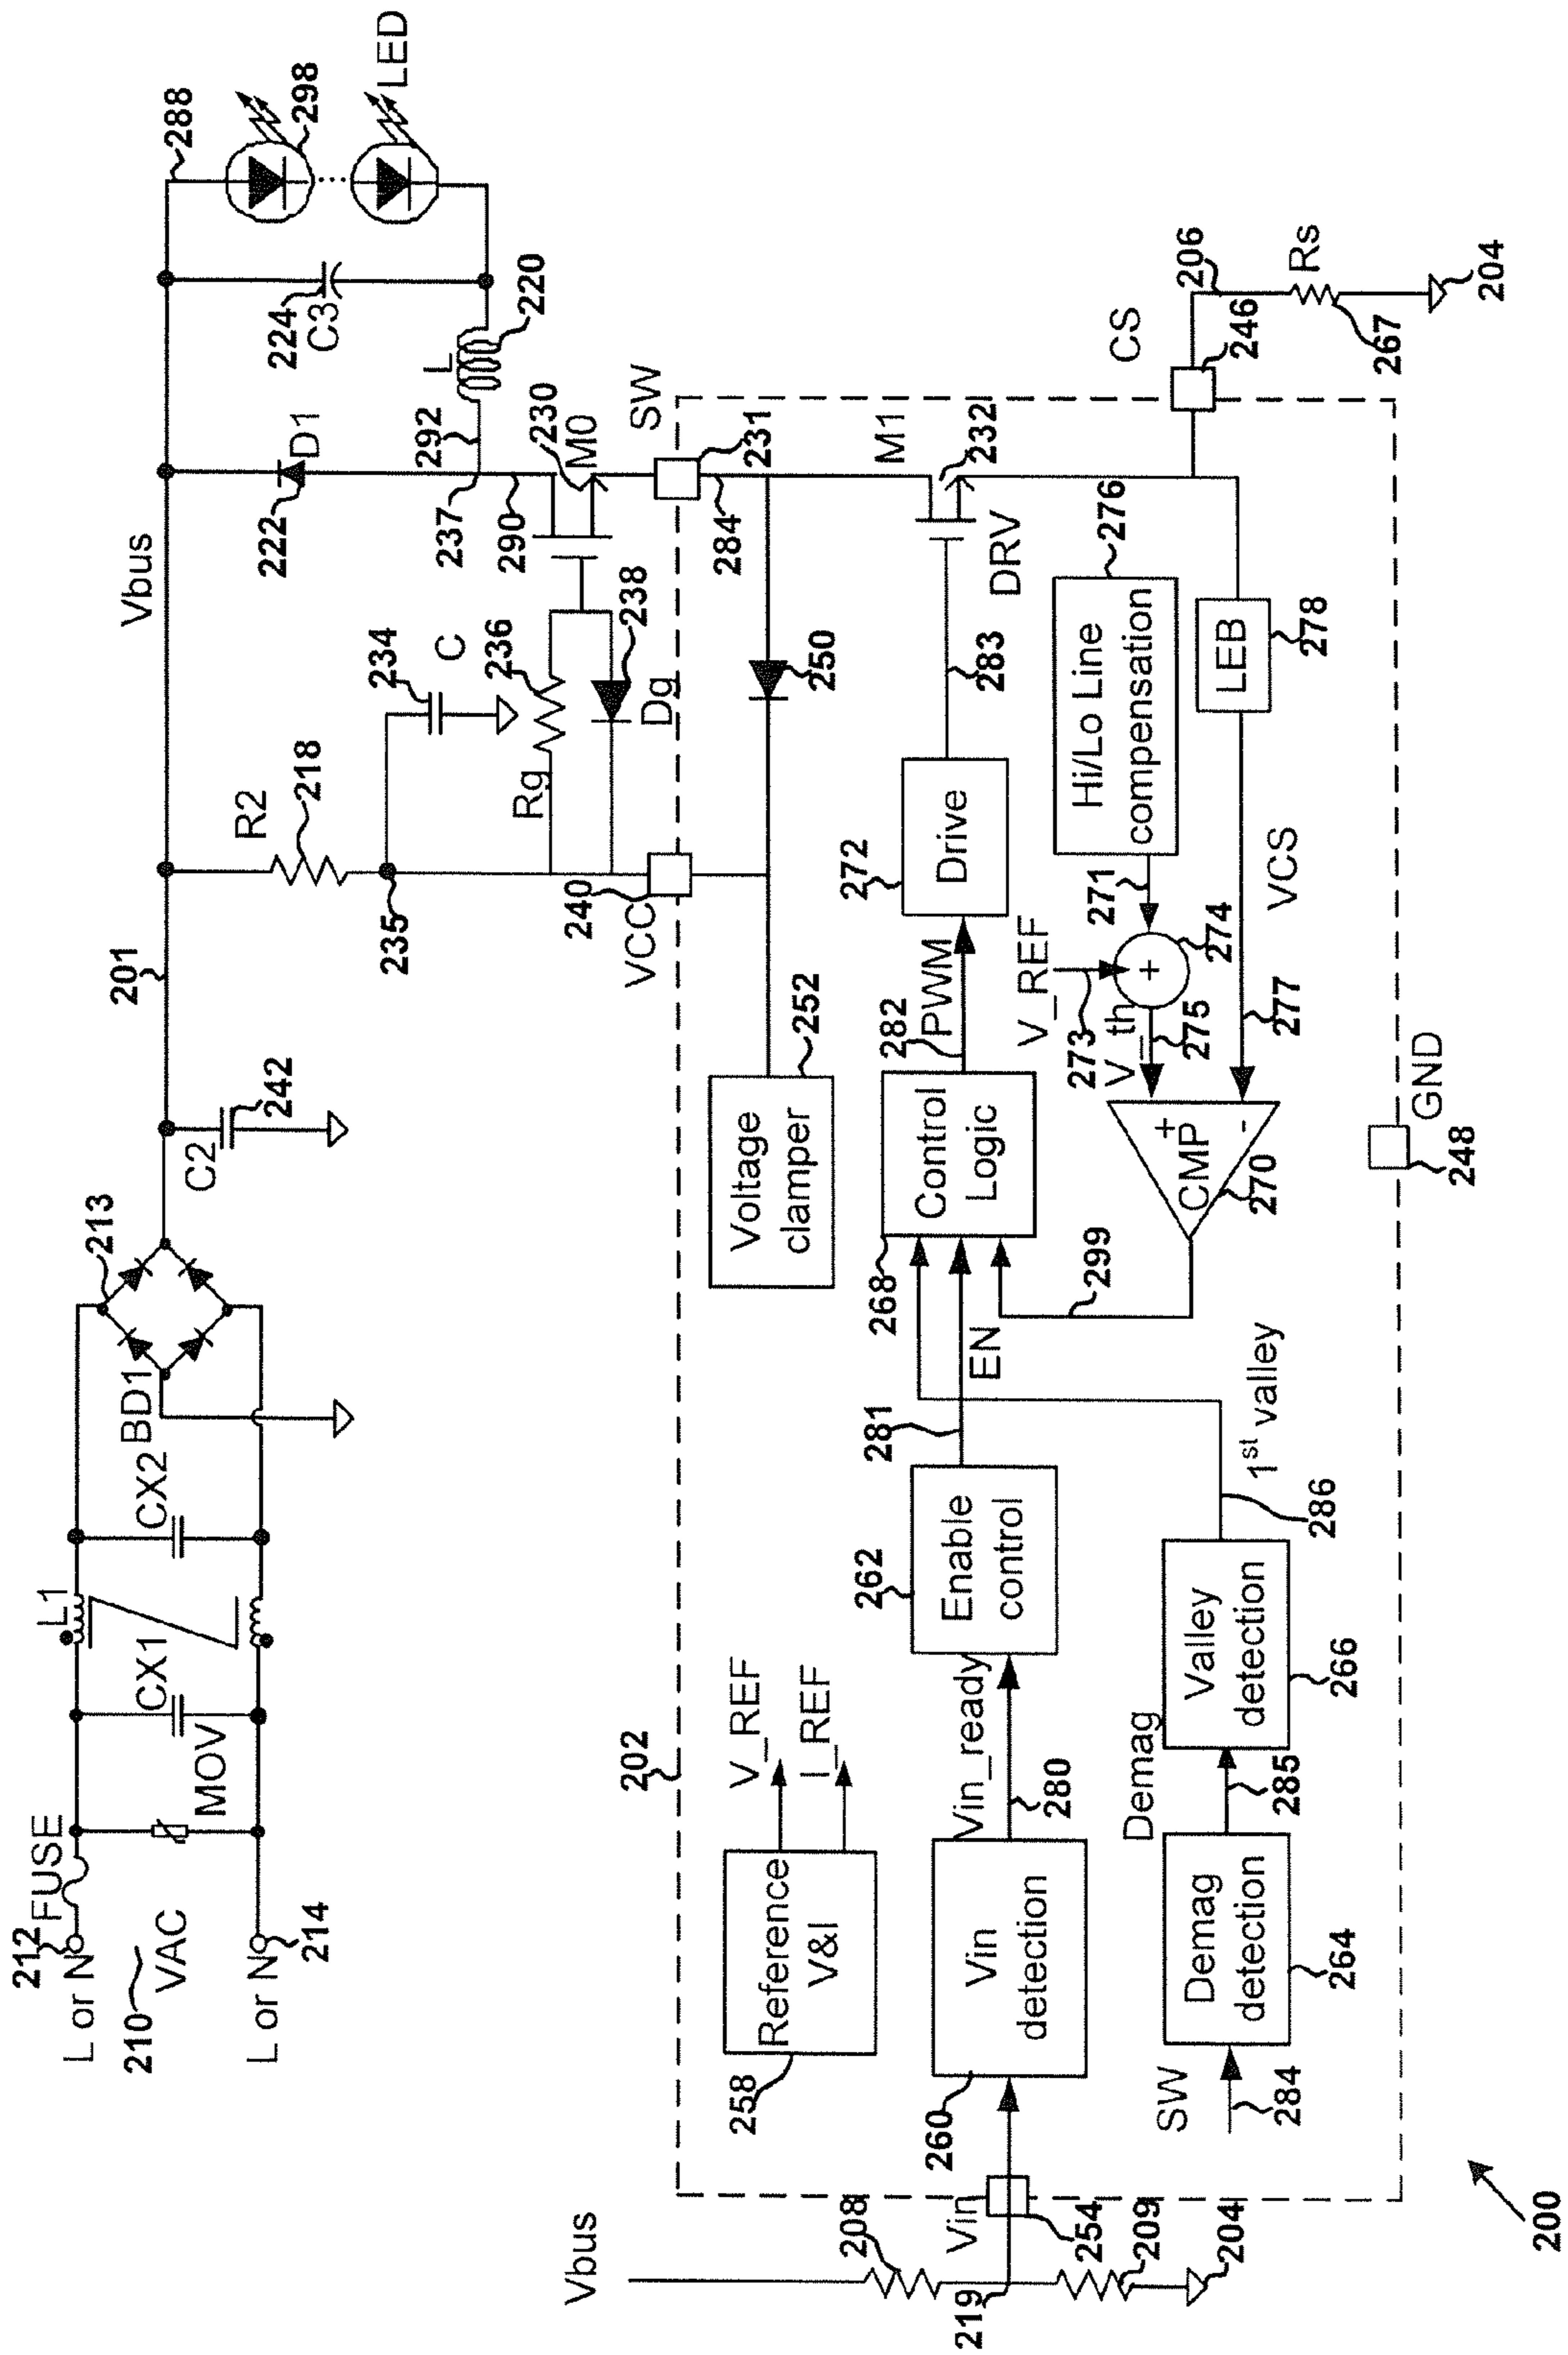 212
L or N
FUSE
210
VAC
MOV
CX1
L1
CX2
BD1
213
L or N
214
C2
242
201
Vbus
R2
218
235
234
C
236
Rg
Dg
238
240
VCC
222
D1
237
292
290
230
M0
SW
231
284
L
220
224
C3
288
298
LED
202
Voltage
clamper
252
250
M1
232
DRV
283
CS
246
206
Rs
267
204
Reference
V&I
258
V_REF
I_REF
Vbus
208
Vin
254
219
209
204
260
Vin
detection
Vin_ready
280
262
Enable
control
281
EN
268
Control
Logic
282
PWM
272
Drive
V_REF
273
V_th
275
271
274
+
Hi/Lo Line
compensation
276
LEB
278
VCS
277
CMP
+
-
270
299
SW
284
Demag
detection
264
Demag
285
Valley
detection
266
1st valley
286
GND
248
200